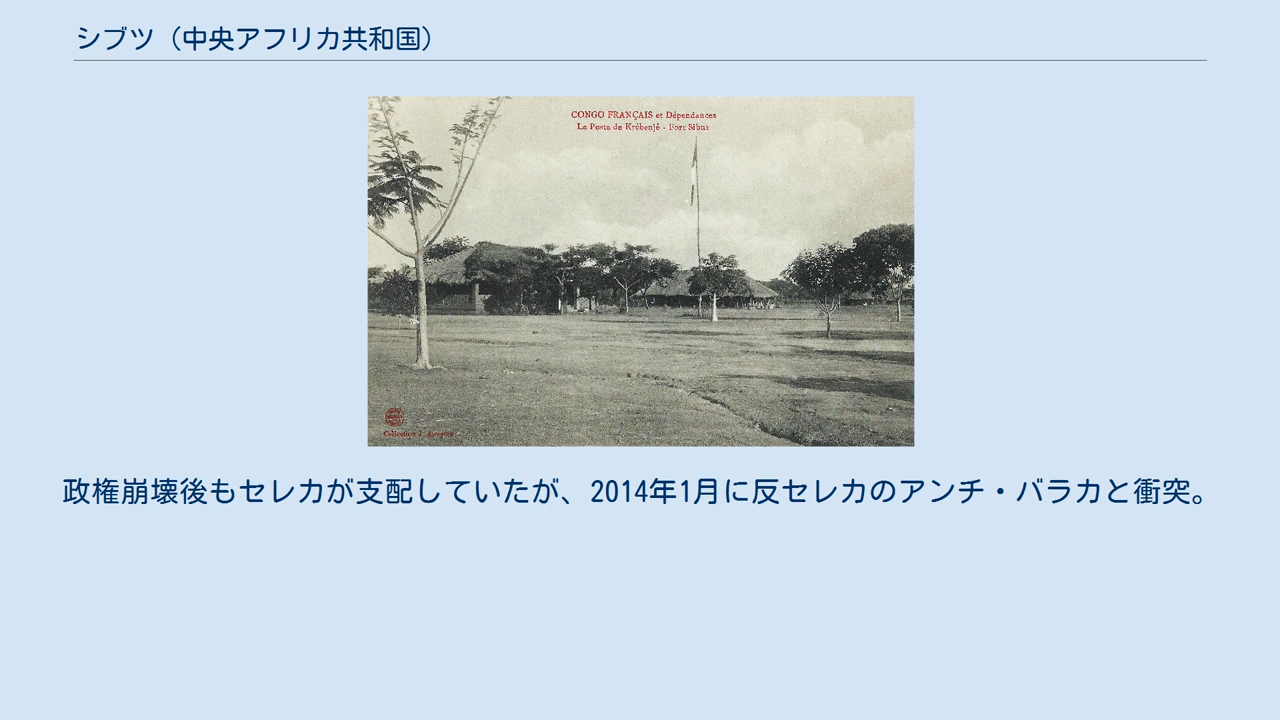 シブツ（中央アフリカ共和国）
CONGO FRANÇAIS et Dépendances
Le Poste de Krébenjé - Fort Sibut
Collection J.
政権崩壊後もセレカが支配していたが、2014年1月に反セレカのアンチ・バラカと衝突。